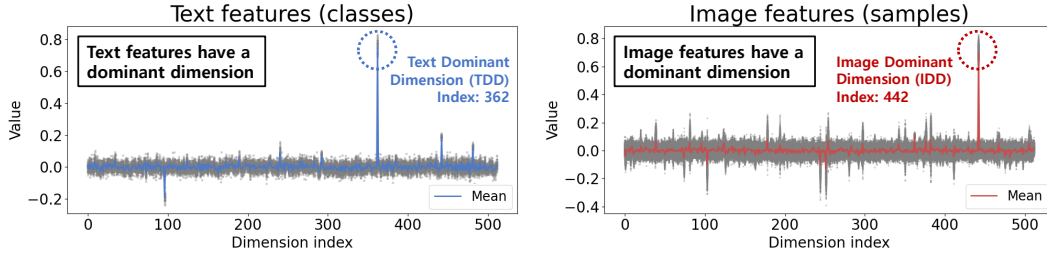 Text features (classes)
Value
0.8
0.6
0.4
0.2
0.0
−0.2
Text features have a
dominant dimension
Text Dominant
Dimension (TDD)
Index: 362
Mean
0
100
200
300
400
500
Dimension index
Image features (samples)
Value
0.8
0.6
0.4
0.2
0.0
−0.2
−0.4
Image features have a
dominant dimension
Image Dominant
Dimension (IDD)
Index: 442
Mean
0
100
200
300
400
500
Dimension index